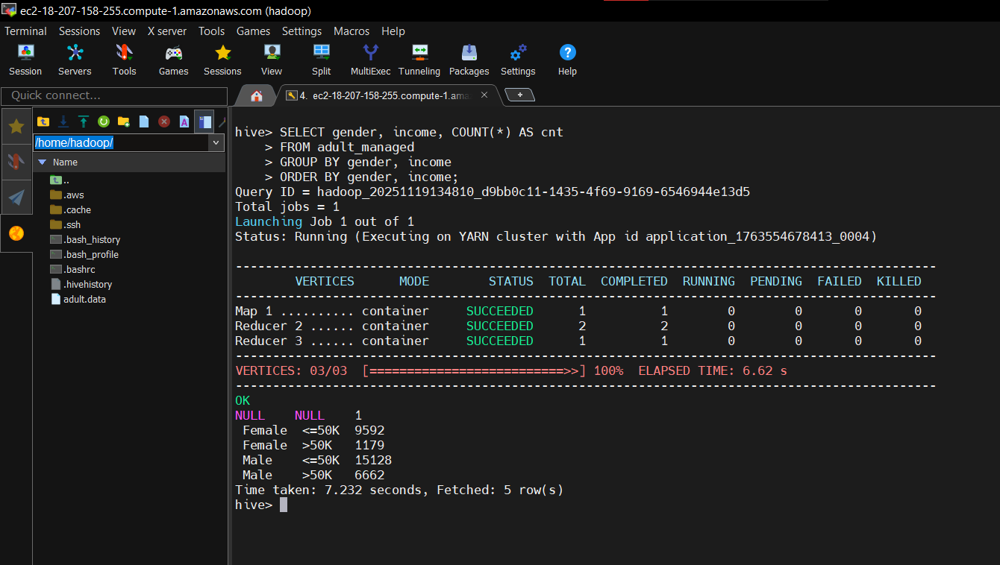 ec2-18-207-158-255.compute-1.amazonaws.com (hadoop)
Terminal Sessions View X server Tools Games Settings Macros Help
Session Servers Tools Games Sessions View Split MultiExec Tunneling Packages Settings Help
Quick connect...
4. ec2-18-207-158-255.compute-1.ama
/home/hadoop/
Name
..
.aws
.cache
.ssh
.bash_history
.bash_profile
.bashrc
.hivehistory
adult.data
hive> SELECT gender, income, COUNT(*) AS cnt
    > FROM adult_managed
    > GROUP BY gender, income
    > ORDER BY gender, income;
Query ID = hadoop_20251119134810_d9bb0c11-1435-4f69-9169-6546944e13d5
Total jobs = 1
Launching Job 1 out of 1
Status: Running (Executing on YARN cluster with App id application_1763554678413_0004)
----------------------------------------------------------------------------------------------
        VERTICES      MODE        STATUS  TOTAL  COMPLETED  RUNNING  PENDING  FAILED  KILLED
----------------------------------------------------------------------------------------------
Map 1 .......... container     SUCCEEDED      1          1        0        0       0       0
Reducer 2 ...... container     SUCCEEDED      2          2        0        0       0       0
Reducer 3 ...... container     SUCCEEDED      1          1        0        0       0       0
----------------------------------------------------------------------------------------------
VERTICES: 03/03  [==========================>>] 100%  ELAPSED TIME: 6.62 s
----------------------------------------------------------------------------------------------
OK
NULL    NULL    1
 Female  <=50K  9592
 Female  >50K   1179
 Male    <=50K  15128
 Male    >50K   6662
Time taken: 7.232 seconds, Fetched: 5 row(s)
hive>